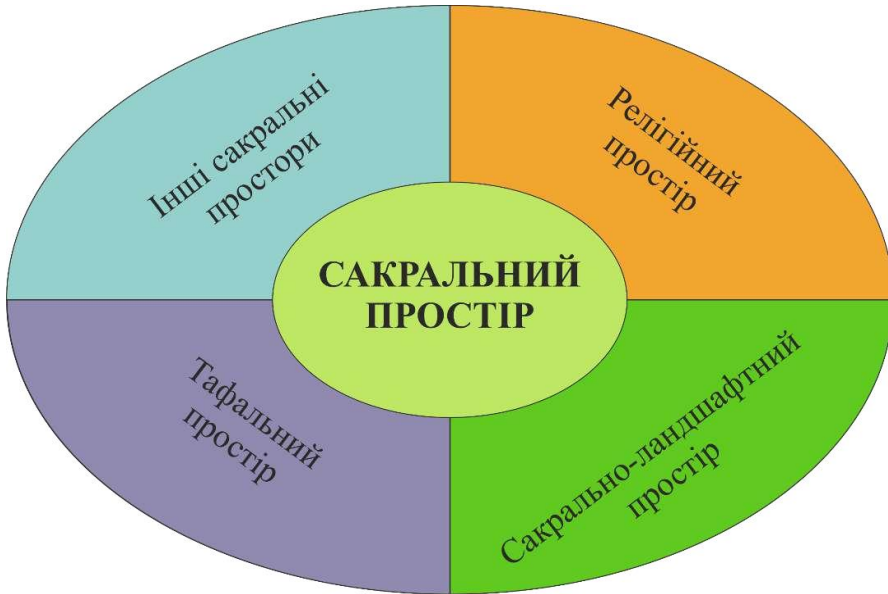 Інші сакральні
простори
Релігійний
простір
САКРАЛЬНИЙ
ПРОСТІР
Тафальний
простір
Сакрально-ландшафтний
простір